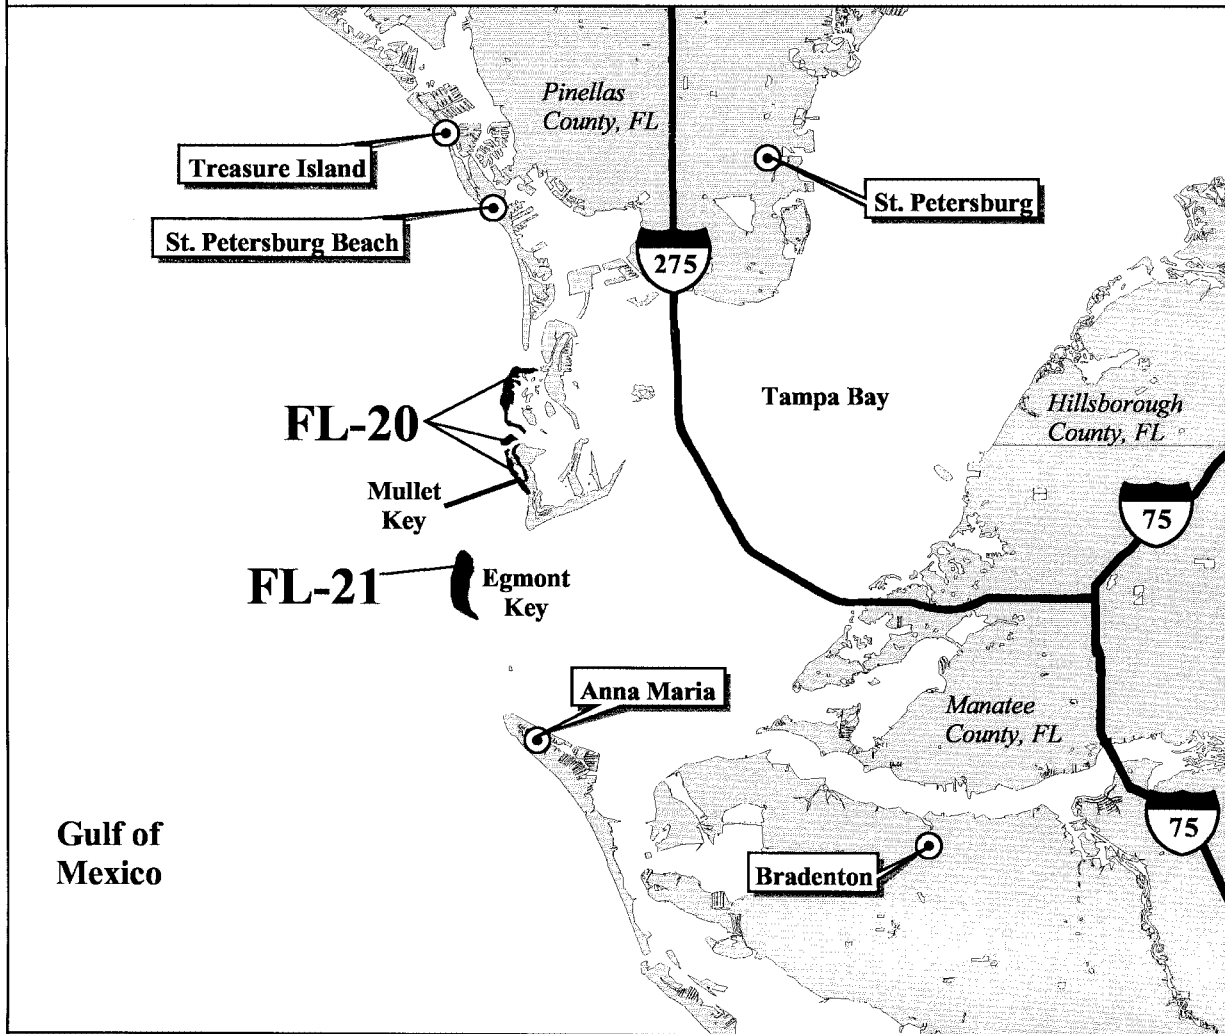 Pinellas
County, FL
Treasure Island
St. Petersburg
St. Petersburg Beach
275
FL-20
Tampa Bay
Hillsborough
County, FL
Mullet
Key
75
FL-21
Egmont
Key
Anna Maria
Manatee
County, FL
75
Gulf of
Mexico
Bradenton